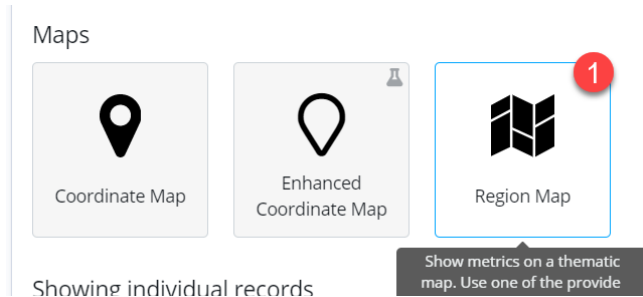 Maps
1
Coordinate Map
Enhanced
Coordinate Map
Region Map
Show metrics on a thematic
map. Use one of the provide
Showing individual records